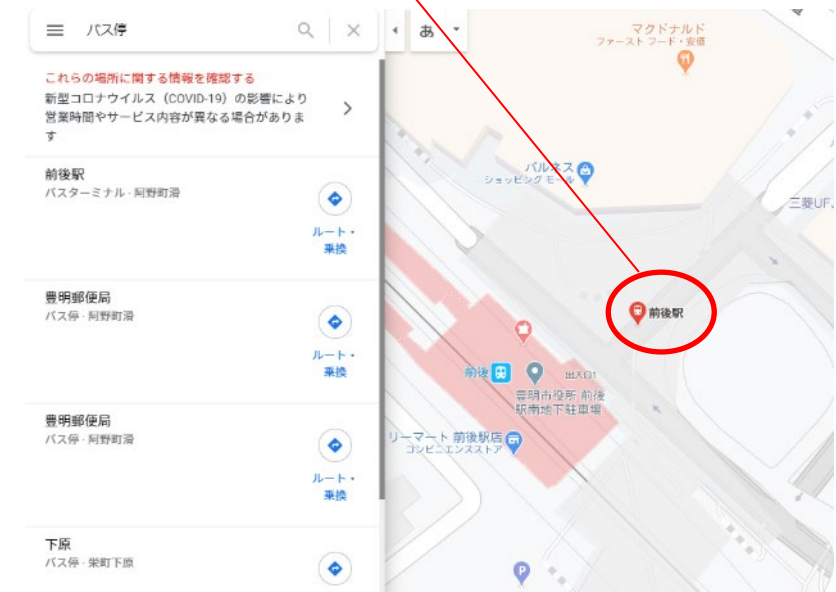 バス停
あ
これらの場所に関する情報を確認する
新型コロナウイルス（COVID-19）の影響により
営業時間やサービス内容が異なる場合がありま
す
前後駅
バスターミナル · 阿野町滑
ルート・
乗換
豊明郵便局
バス停 · 阿野町滑
ルート・
乗換
豊明郵便局
バス停 · 阿野町滑
ルート・
乗換
下原
バス停 · 栄町下原
マクドナルド
ファースト フード・安価
パルネス
ショッピング モール
三菱UFJ
前後駅
前後
出入口1
豊明市役所 前後
駅南地下駐車場
リーマート 前後駅店
コンビニエンスストア
P